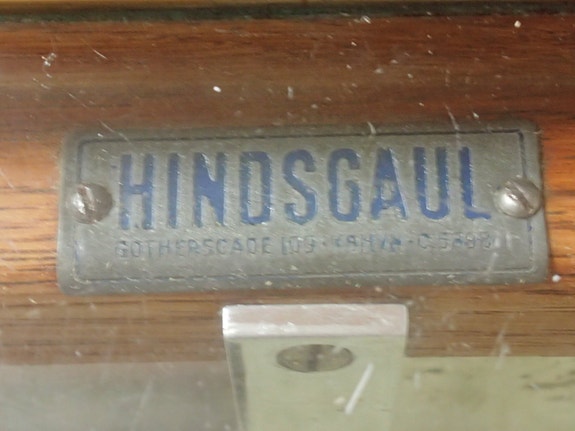 HINDSGAUL
GOTHERSGADE 109 · KBHVN ·